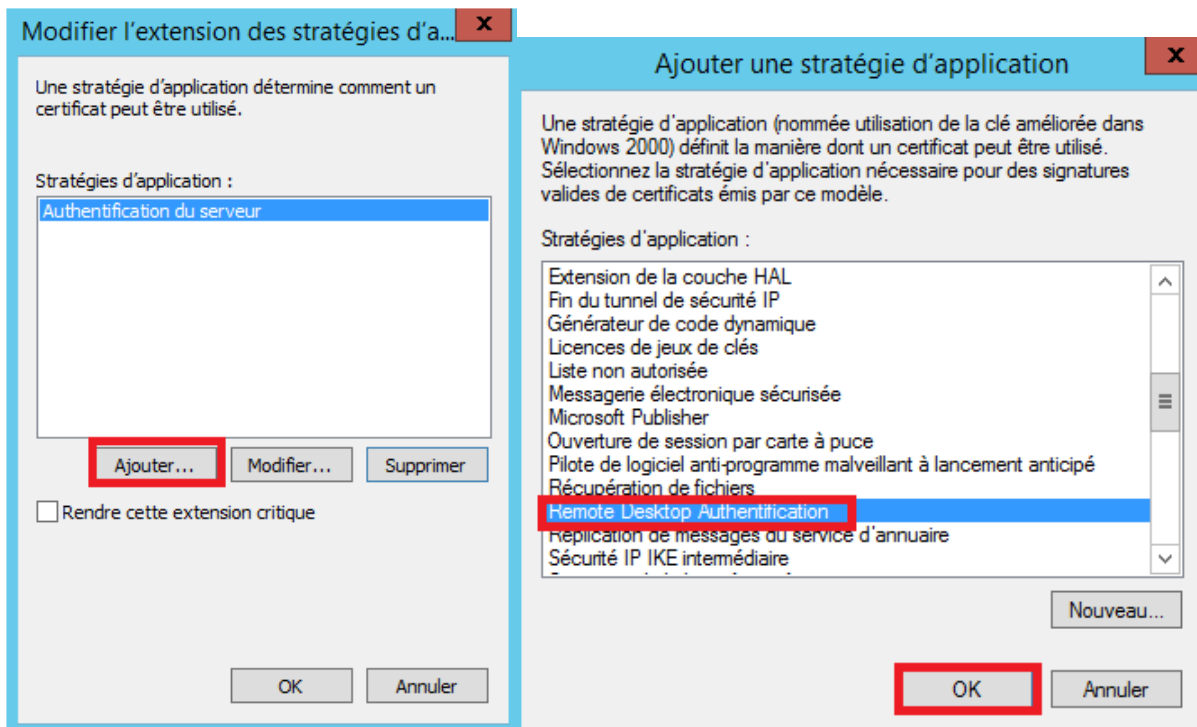 Modifier l'extension des stratégies d'a...
x
Une stratégie d'application détermine comment un
certificat peut être utilisé.
Stratégies d'application :
Authentification du serveur
Ajouter...
Modifier...
Supprimer
Rendre cette extension critique
OK
Annuler
Ajouter une stratégie d'application
x
Une stratégie d'application (nommée utilisation de la clé améliorée dans
Windows 2000) définit la manière dont un certificat peut être utilisé.
Sélectionnez la stratégie d'application nécessaire pour des signatures
valides de certificats émis par ce modèle.
Stratégies d'application :
Extension de la couche HAL
Fin du tunnel de sécurité IP
Générateur de code dynamique
Licences de jeux de clés
Liste non autorisée
Messagerie électronique sécurisée
Microsoft Publisher
Ouverture de session par carte à puce
Pilote de logiciel anti-programme malveillant à lancement anticipé
Récupération de fichiers
Remote Desktop Authentification
Réplication de messages du service d'annuaire
Sécurité IP IKE intermédiaire
Nouveau...
OK
Annuler